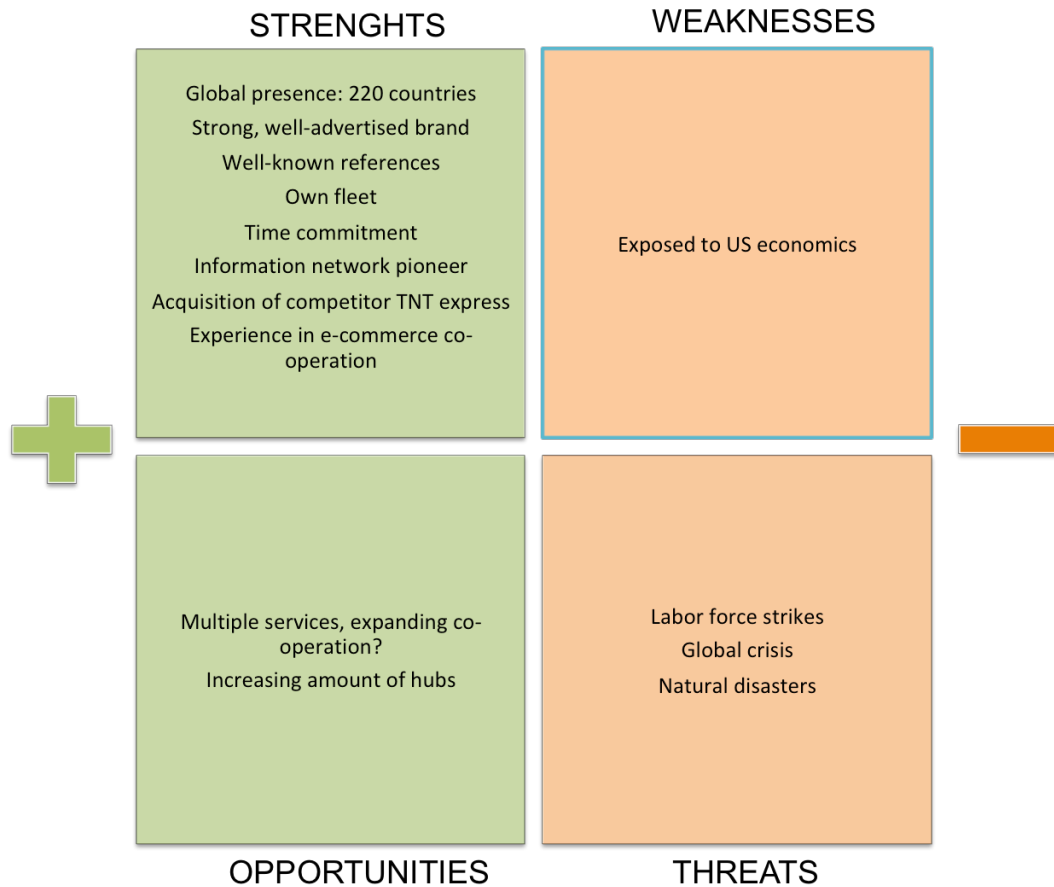 STRENGHTS
Global presence: 220 countries
Strong, well-advertised brand
Well-known references
Own fleet
Time commitment
Information network pioneer
Acquisition of competitor TNT express
Experience in e-commerce co-
operation
WEAKNESSES
Exposed to US economics
Multiple services, expanding co-
operation?
Increasing amount of hubs
OPPORTUNITIES
Labor force strikes
Global crisis
Natural disasters
THREATS